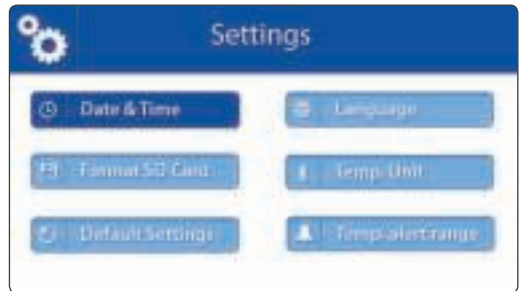 Settings
Date & Time
Language
Format SD Card
Temp. Unit
Default Settings
Temp. alert range